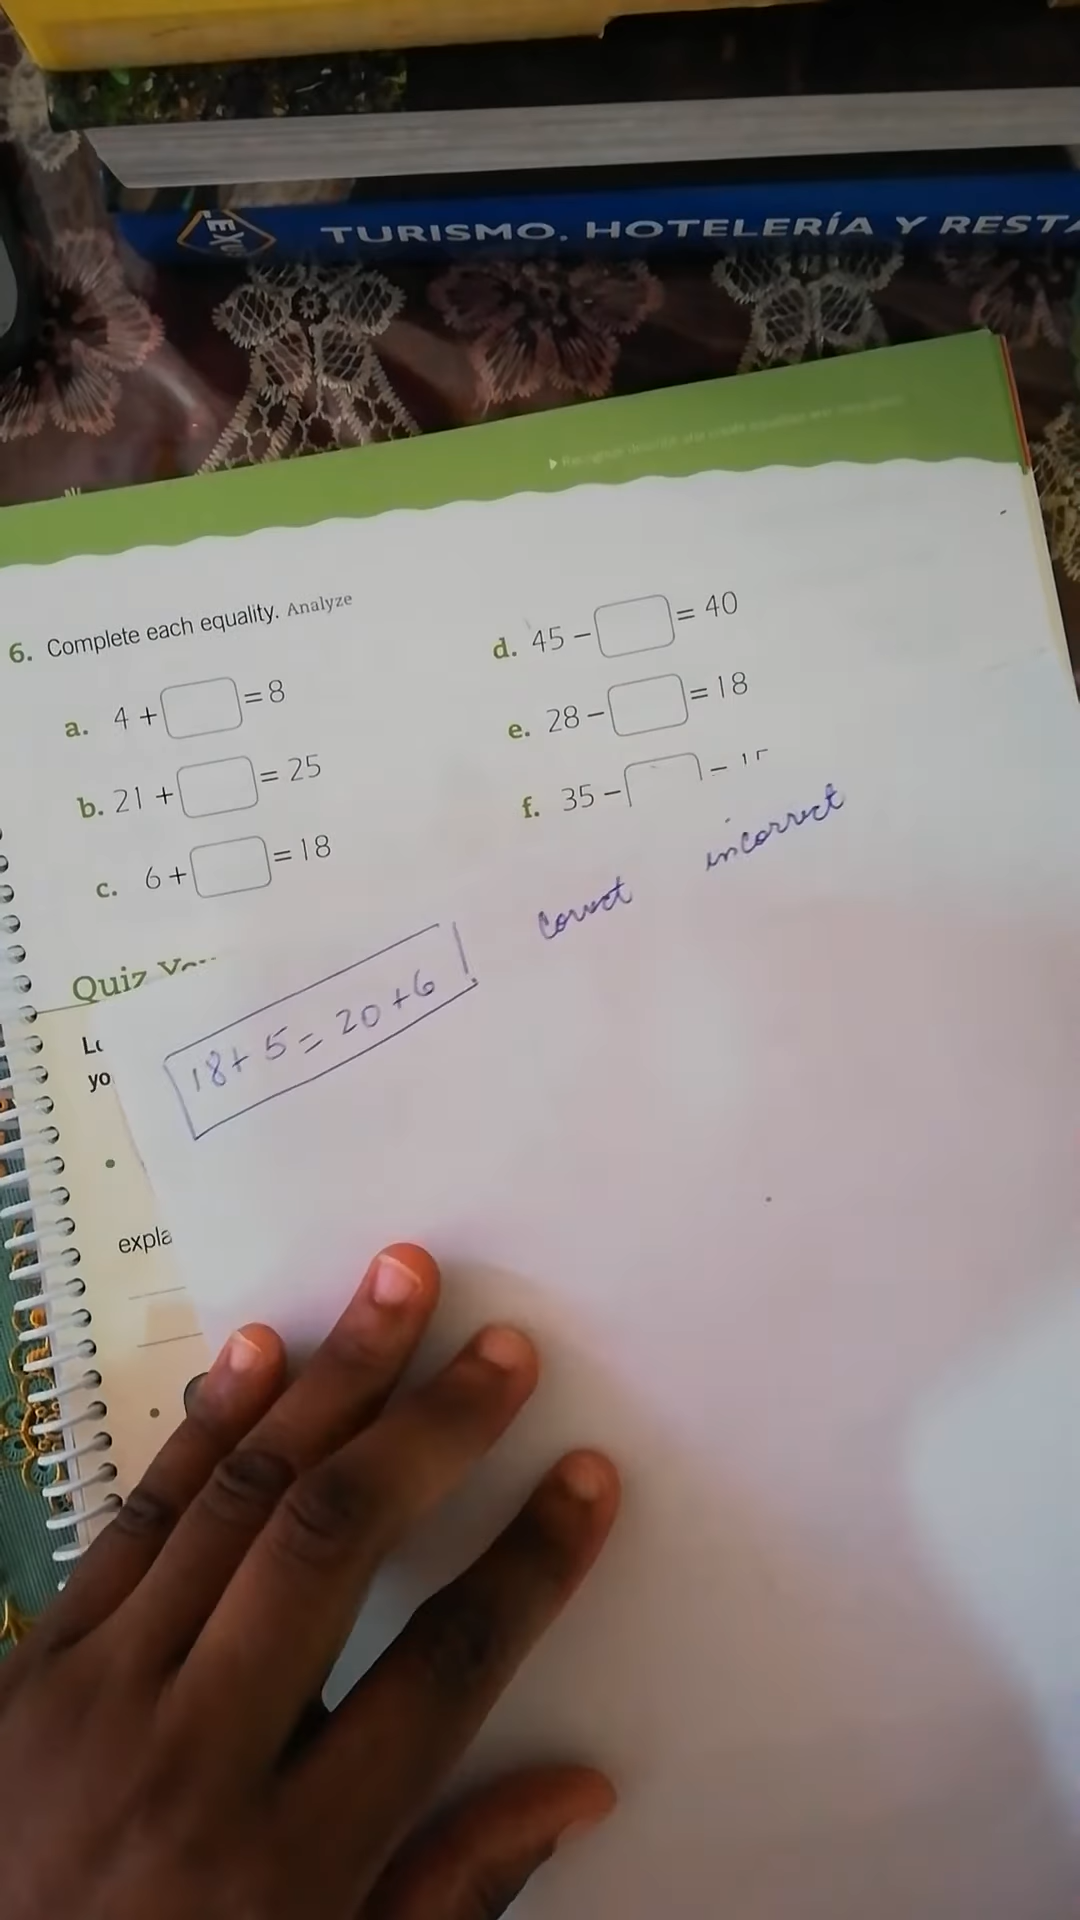 TURISMO. HOTELERÍA Y REST
6. Complete each equality. Analyze
a. 4 + = 8
b. 21 + = 25
c. 6 + = 18
d. 45 - = 40
e. 28 - = 18
f. 35 -
correct incorrect
Quiz
18 + 5 = 20 + 6
yo
expla